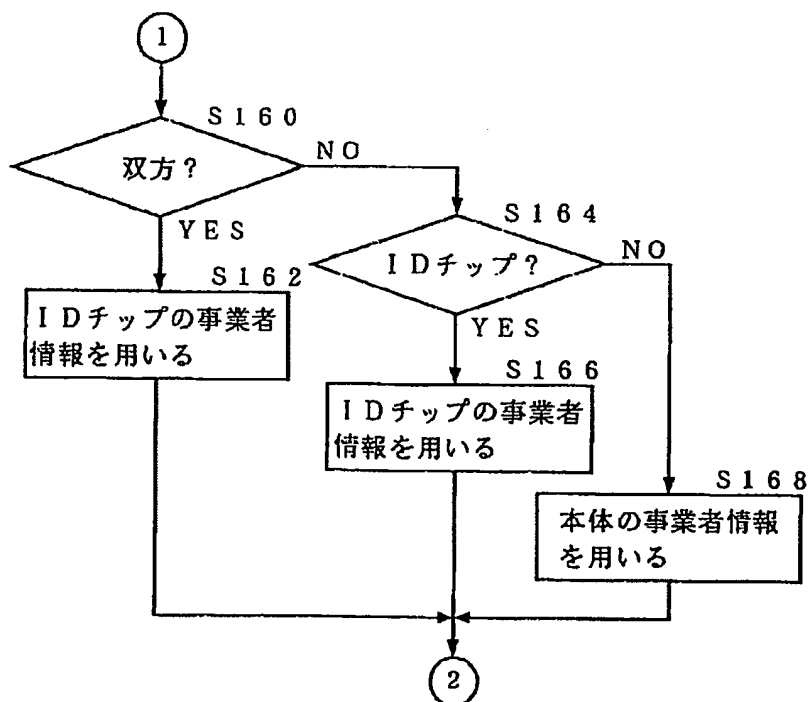 1
S160
双方?
NO
YES
S164
IDチップ?
NO
S162
IDチップの事業者
情報を用いる
YES
S166
IDチップの事業者
情報を用いる
S168
本体の事業者情報
を用いる
2